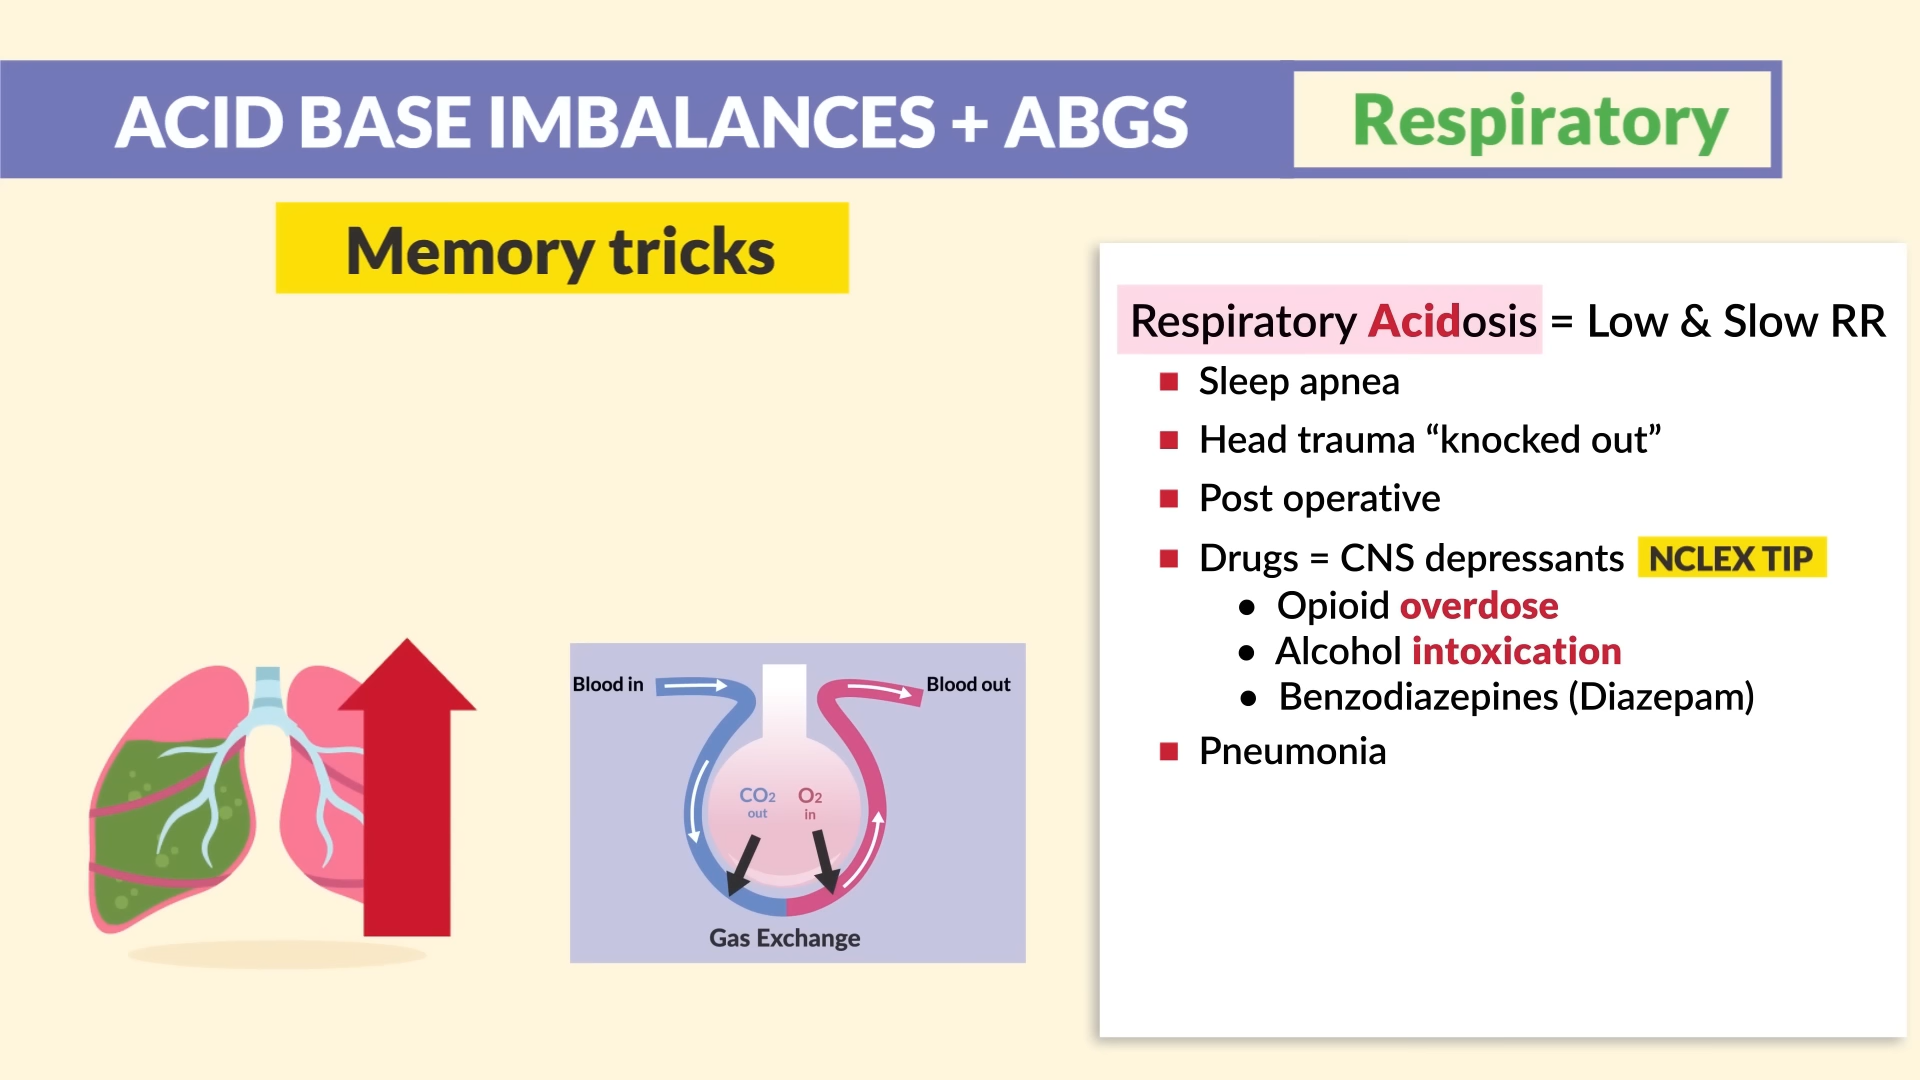 ACID BASE IMBALANCES + ABGS
Respiratory
Memory tricks
Respiratory Acidosis = Low & Slow RR
■ Sleep apnea
■ Head trauma “knocked out”
■ Post operative
■ Drugs = CNS depressants NCLEX TIP
• Opioid overdose
• Alcohol intoxication
• Benzodiazepines (Diazepam)
■ Pneumonia
Blood in
Blood out
CO₂ out
O₂ in
Gas Exchange